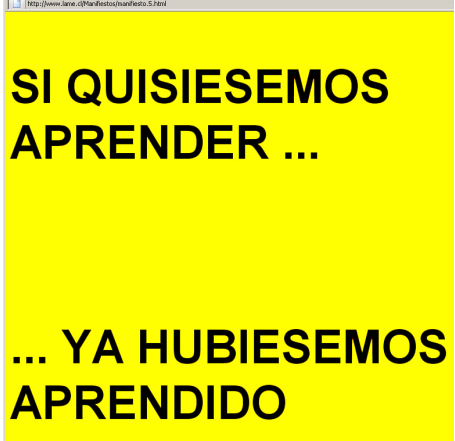 http://www.lame.cl/Manifiestos/manifiesto.5.html
SI QUISIESEMOS
APRENDER ...
... YA HUBIESEMOS
APRENDIDO